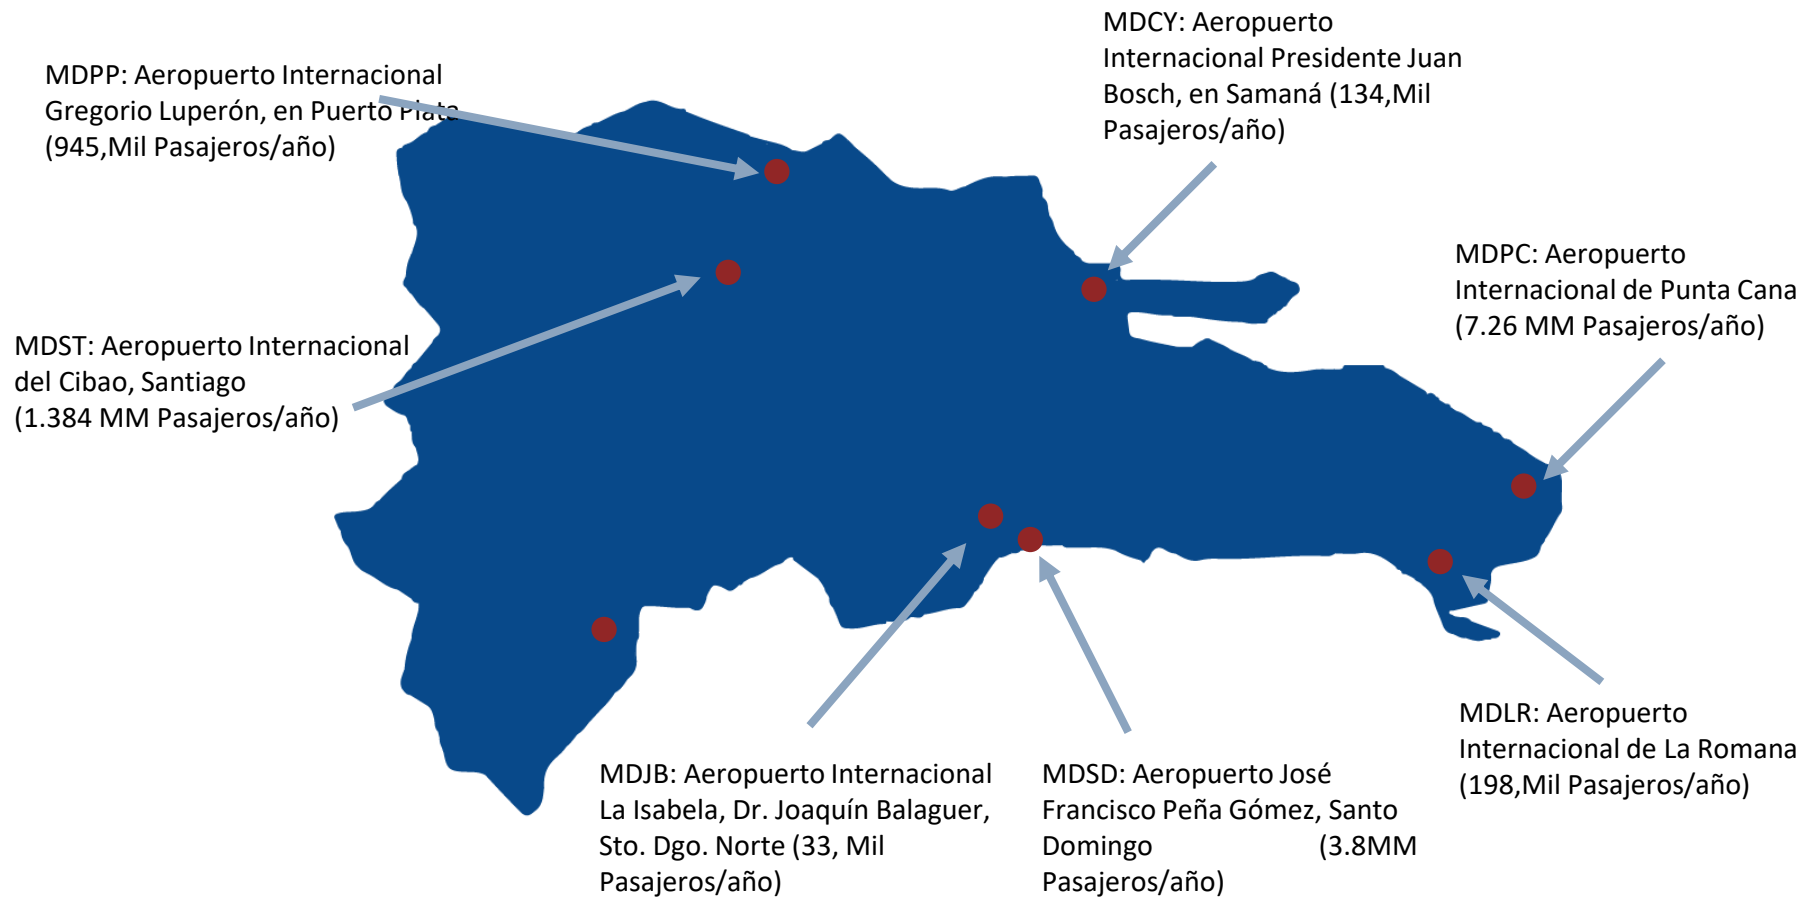 MDPP: Aeropuerto Internacional
Gregorio Luperón, en Puerto Plata
(945,Mil Pasajeros/año)
MDCY: Aeropuerto
Internacional Presidente Juan
Bosch, en Samaná (134,Mil
Pasajeros/año)
MDPC: Aeropuerto
Internacional de Punta Cana
(7.26 MM Pasajeros/año)
MDST: Aeropuerto Internacional
del Cibao, Santiago
(1.384 MM Pasajeros/año)
MDJB: Aeropuerto Internacional
La Isabela, Dr. Joaquín Balaguer,
Sto. Dgo. Norte (33, Mil
Pasajeros/año)
MDSD: Aeropuerto José
Francisco Peña Gómez, Santo
Domingo (3.8MM
Pasajeros/año)
MDLR: Aeropuerto
Internacional de La Romana
(198,Mil Pasajeros/año)